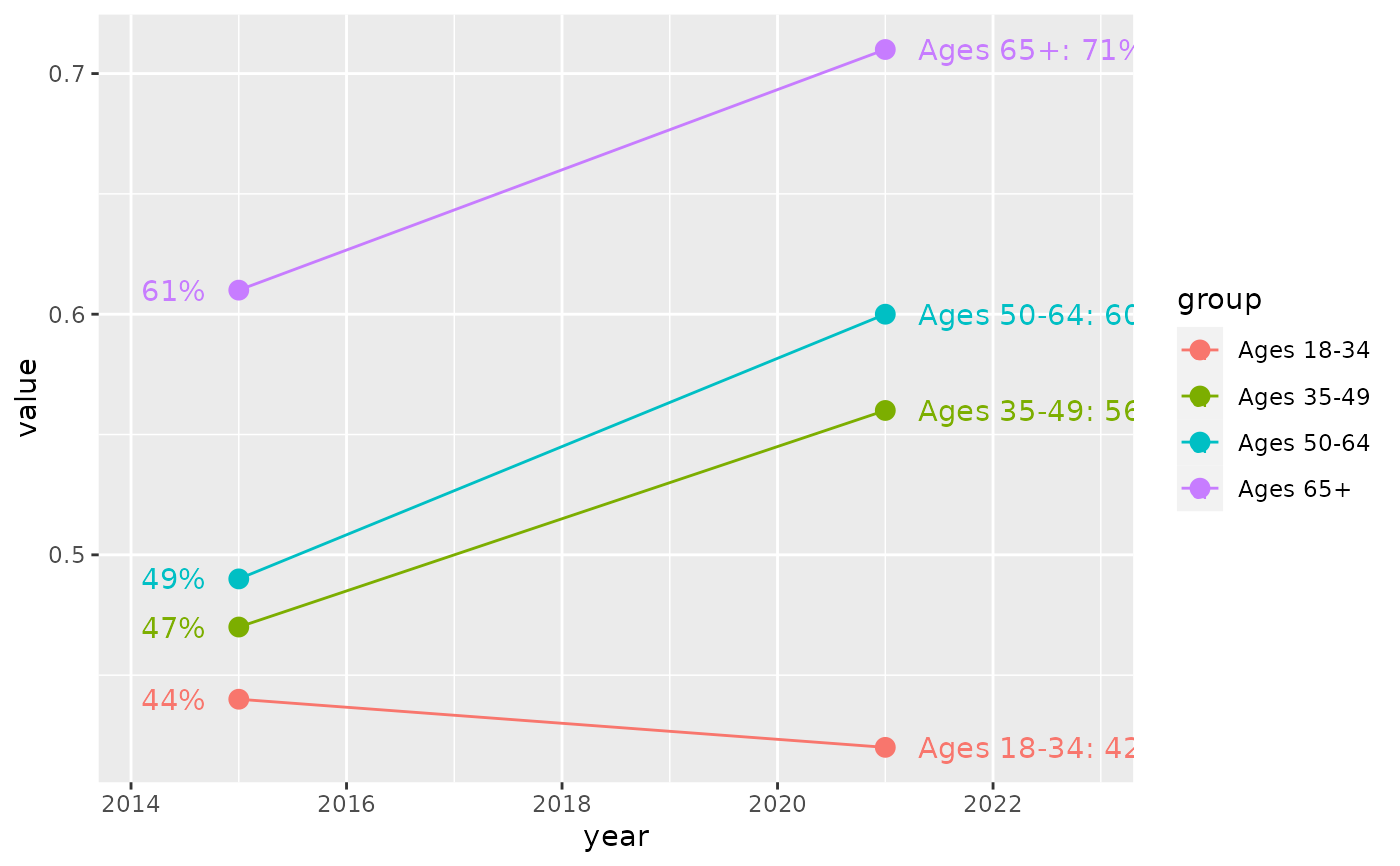 0.7
0.6
0.5
value
61%
49%
47%
44%
Ages 65+: 71%
Ages 50-64: 60
Ages 35-49: 56
Ages 18-34: 42
2014 2016 2018 2020 2022
year
group
Ages 18-34
Ages 35-49
Ages 50-64
Ages 65+